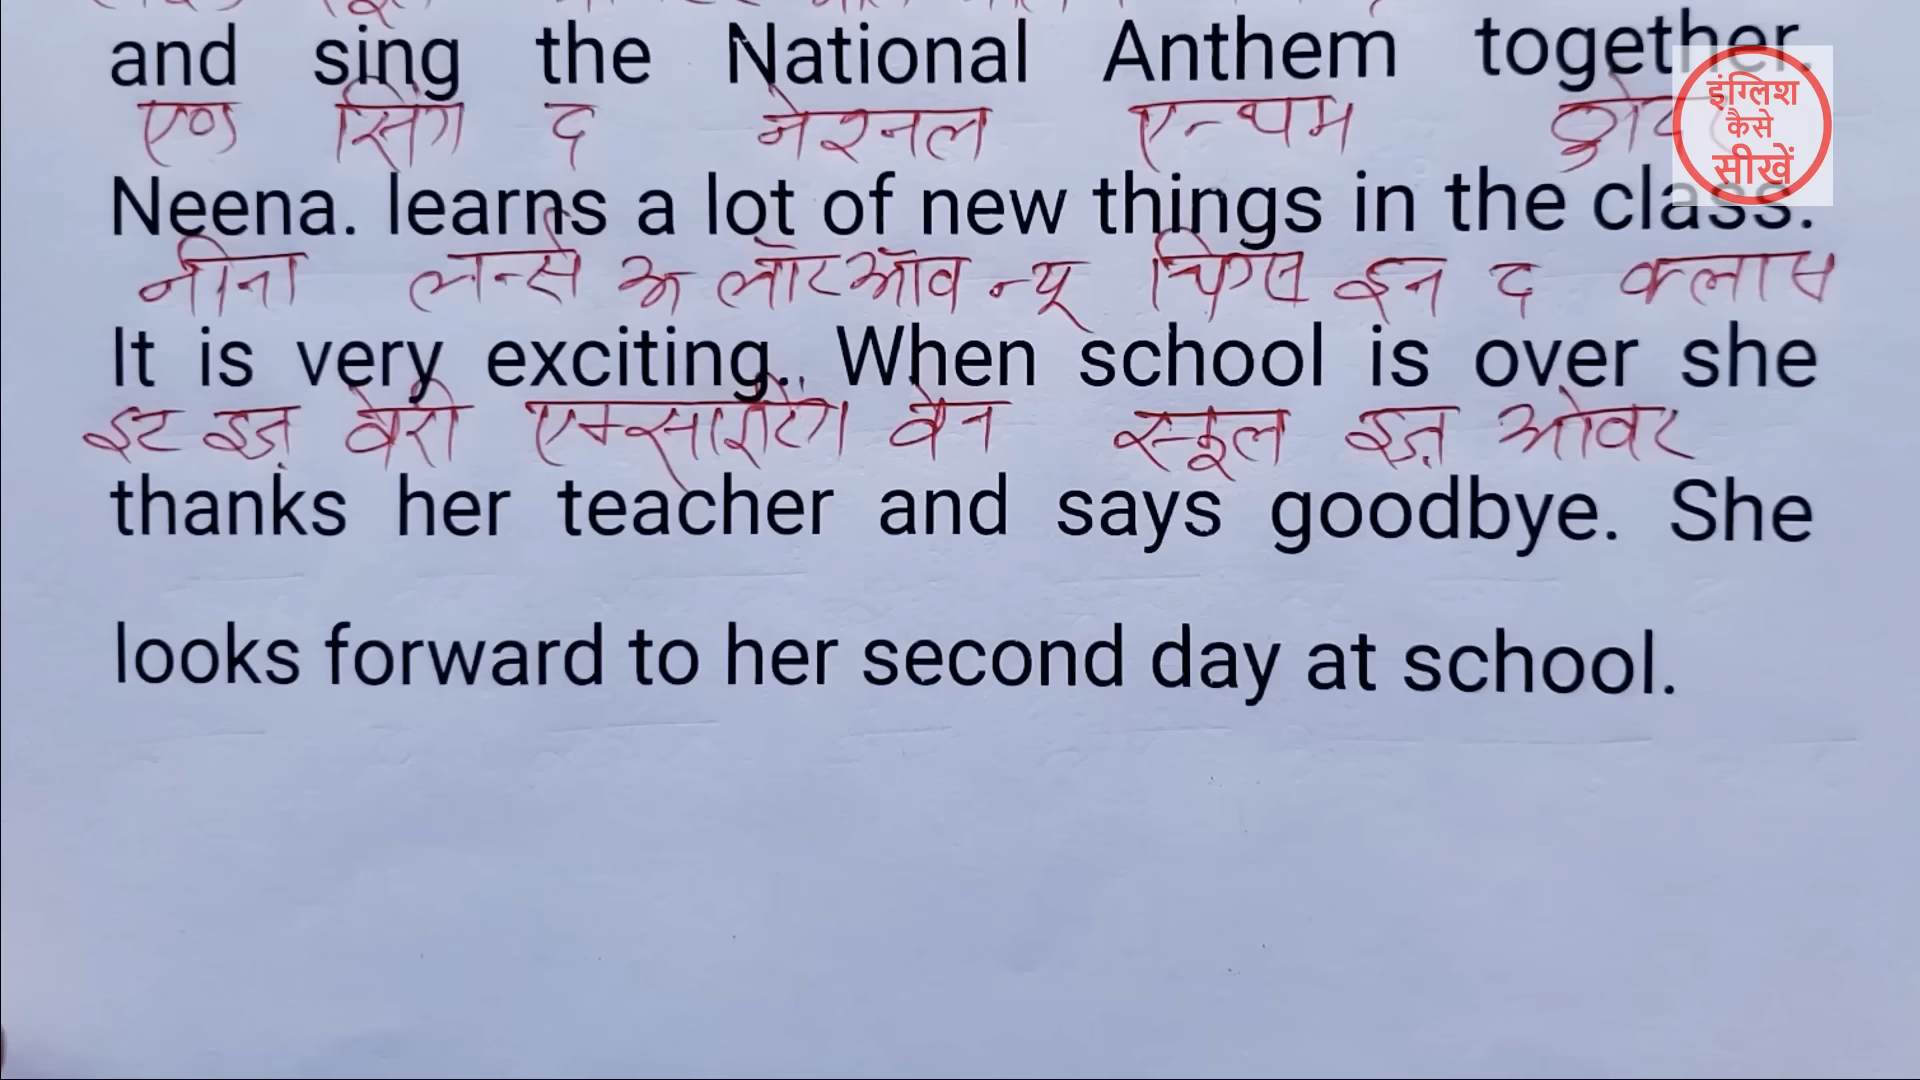 and sing the National Anthem together.
एण्ड सिंग द नेशनल एन्थम
इंग्लिश
कैसे
सीखें
Neena. learns a lot of new things in the class.
नीना लर्न्स अ लॉट ऑव न्यू थिंग्स इन द क्लास
It is very exciting.. When school is over she
इट इज़ वेरी एक्साइटिंग वेन स्कूल इज़ ओवर
thanks her teacher and says goodbye. She
looks forward to her second day at school.